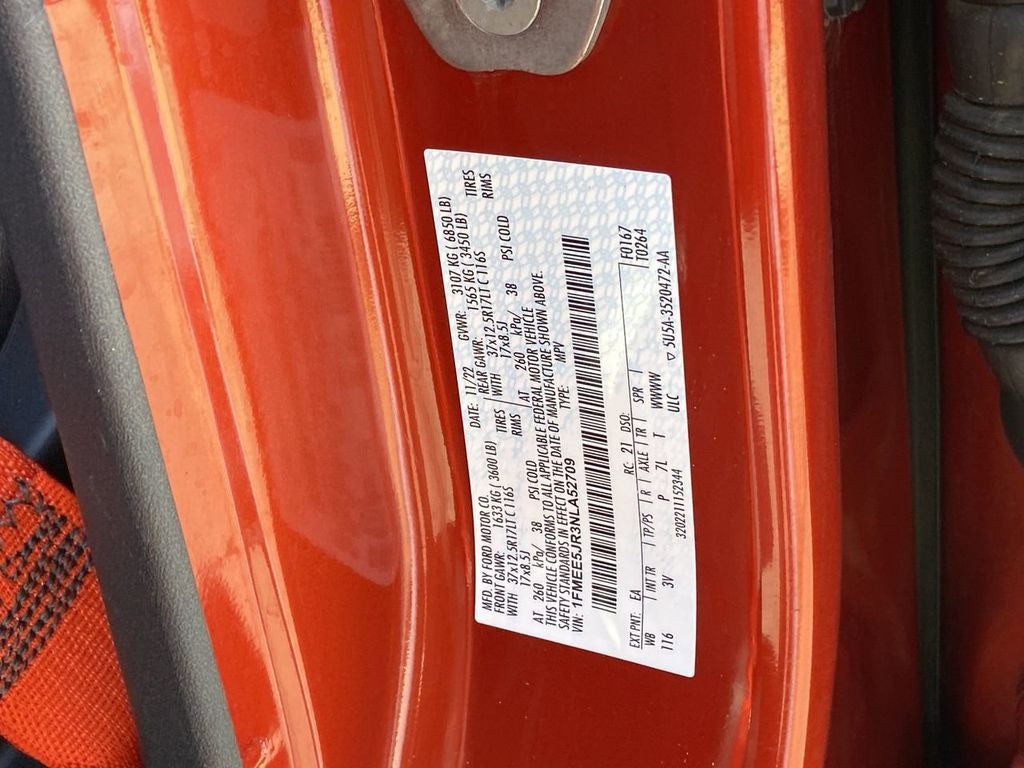 MFD. BY FORD MOTOR CO.
DATE: 11/22 GVWR: 3107 KG ( 6850 LB)
FRONT GAWR: 1633 KG ( 3600 LB) REAR GAWR: 1565 KG ( 3450 LB)
WITH 37x12.5R17LT C 116S TIRES WITH 37x12.5R17LT C 116S TIRES
17x8.5J RIMS 17x8.5J RIMS
AT 260 kPa/ 38 PSI COLD AT 260 kPa/ 38 PSI COLD
THIS VEHICLE CONFORMS TO ALL APPLICABLE FEDERAL MOTOR VEHICLE
SAFETY STANDARDS IN EFFECT ON THE DATE OF MANUFACTURE SHOWN ABOVE.
VIN: 1FMEE5JR3NLA52709 TYPE: MPV
EXT PNT: EA RC: 21 DSO: F0167
WB INT TR TP/PS R AXLE TR SPR T0264
116 3V P 7L T WWWW
ULC ▽ 5U5A-3520472-AA
320221115​2344